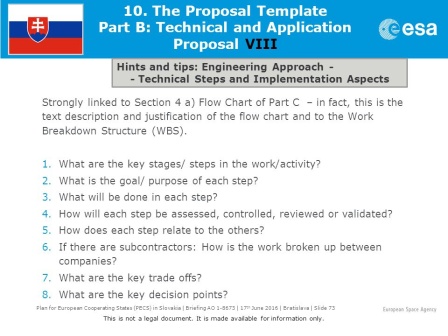 10. The Proposal Template
Part B: Technical and Application
Proposal VIII
esa
Hints and tips: Engineering Approach -
- Technical Steps and Implementation Aspects
Strongly linked to Section 4 a) Flow Chart of Part C – in fact, this is the
text description and justification of the flow chart and to the Work
Breakdown Structure (WBS).
1. What are the key stages/ steps in the work/activity?
2. What is the goal/ purpose of each step?
3. What will be done in each step?
4. How will each step be assessed, controlled, reviewed or validated?
5. How does each step relate to the others?
6. If there are subcontractors: How is the work broken up between
companies?
7. What are the key trade offs?
8. What are the key decision points?
Plan for European Cooperating States (PECS) in Slovakia | Briefing AO 1-8673 | 17th June 2016 | Bratislava | Slide 73
European Space Agency
This is not a legal document. It is made available for information only.